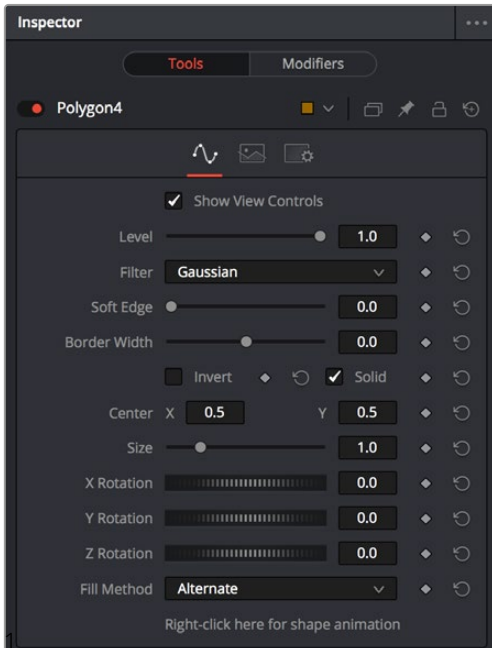 Inspector
Tools Modifiers
Polygon4
Show View Controls
Level 1.0
Filter Gaussian
Soft Edge 0.0
Border Width 0.0
Invert Solid
Center X 0.5 Y 0.5
Size 1.0
X Rotation 0.0
Y Rotation 0.0
Z Rotation 0.0
Fill Method Alternate
Right-click here for shape animation